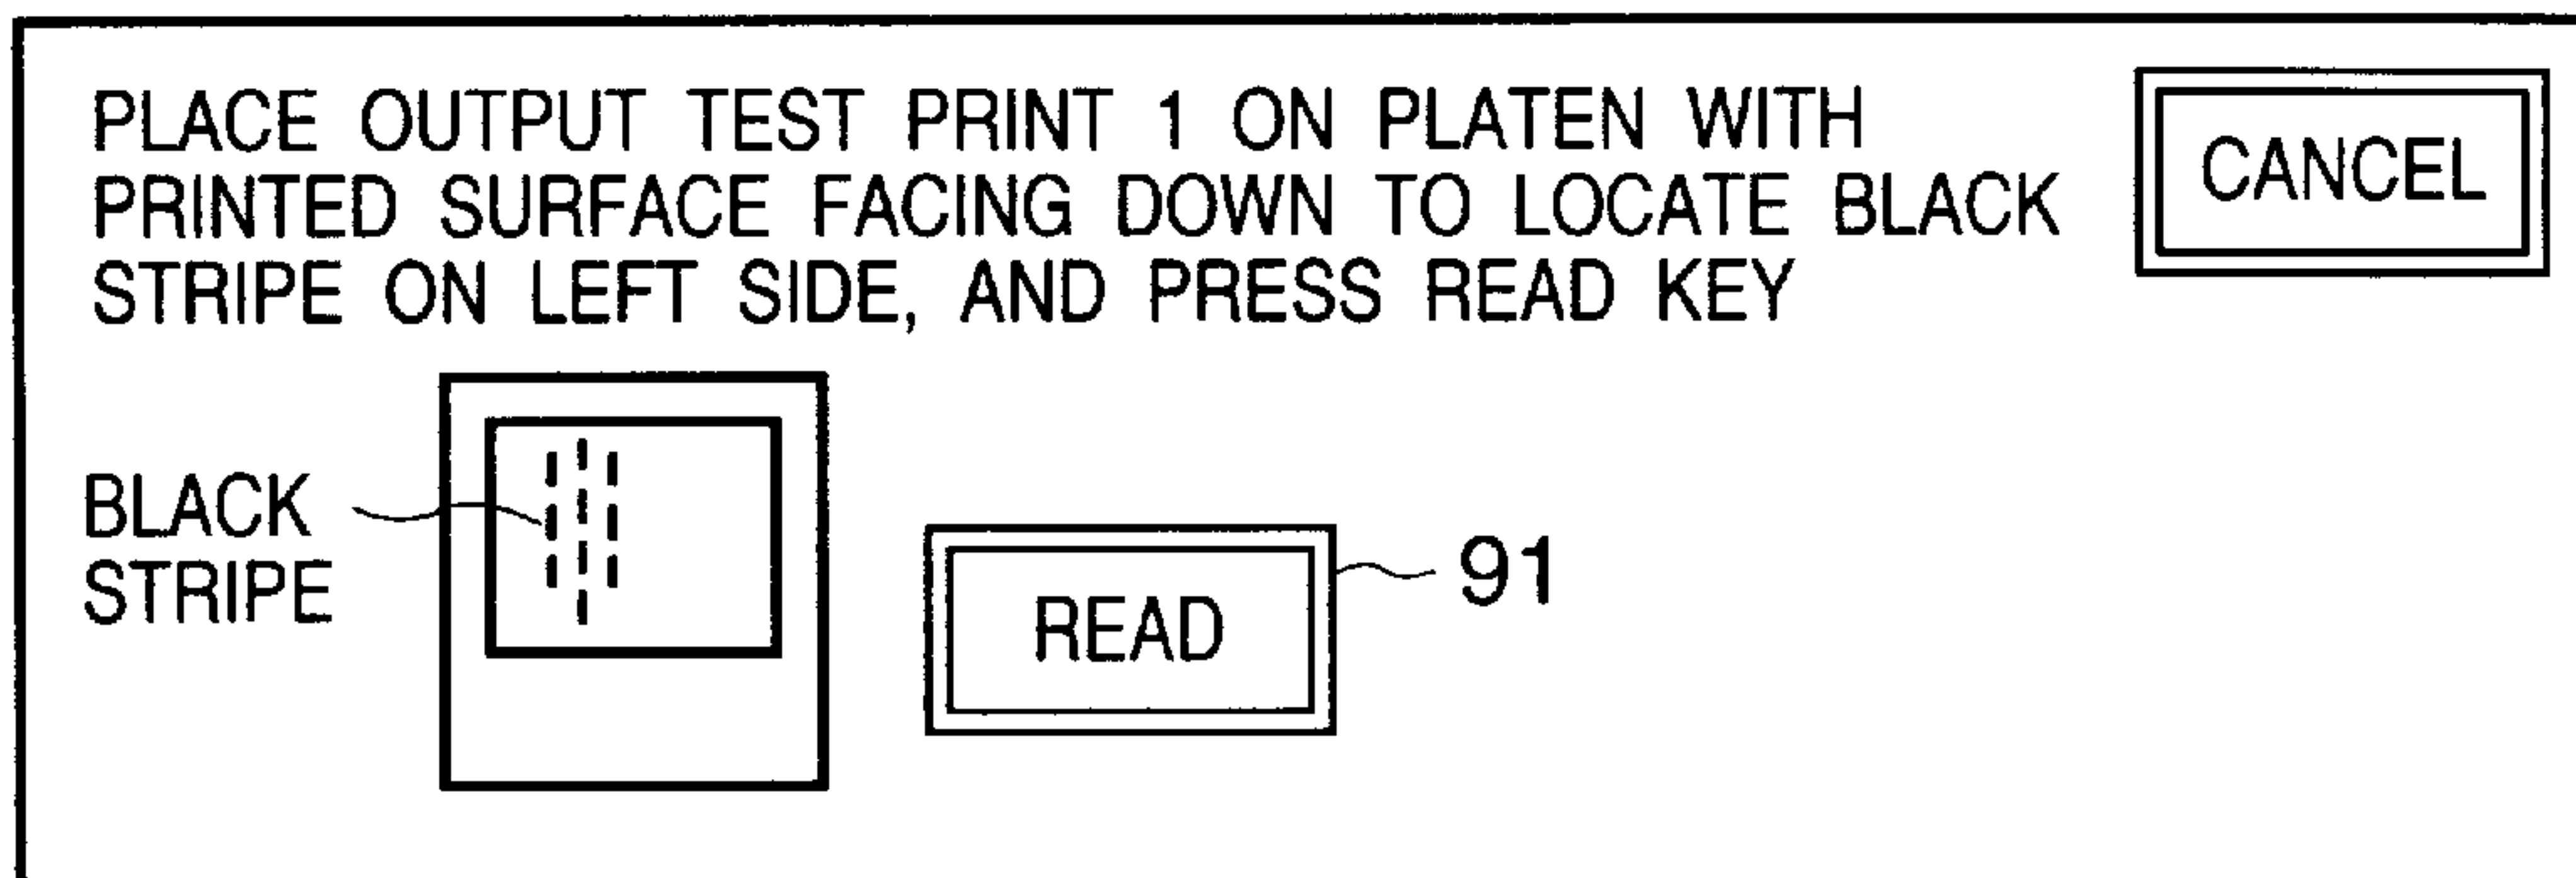 PLACE OUTPUT TEST PRINT 1 ON PLATEN WITH
PRINTED SURFACE FACING DOWN TO LOCATE BLACK
STRIPE ON LEFT SIDE, AND PRESS READ KEY
CANCEL
BLACK
STRIPE
READ
91